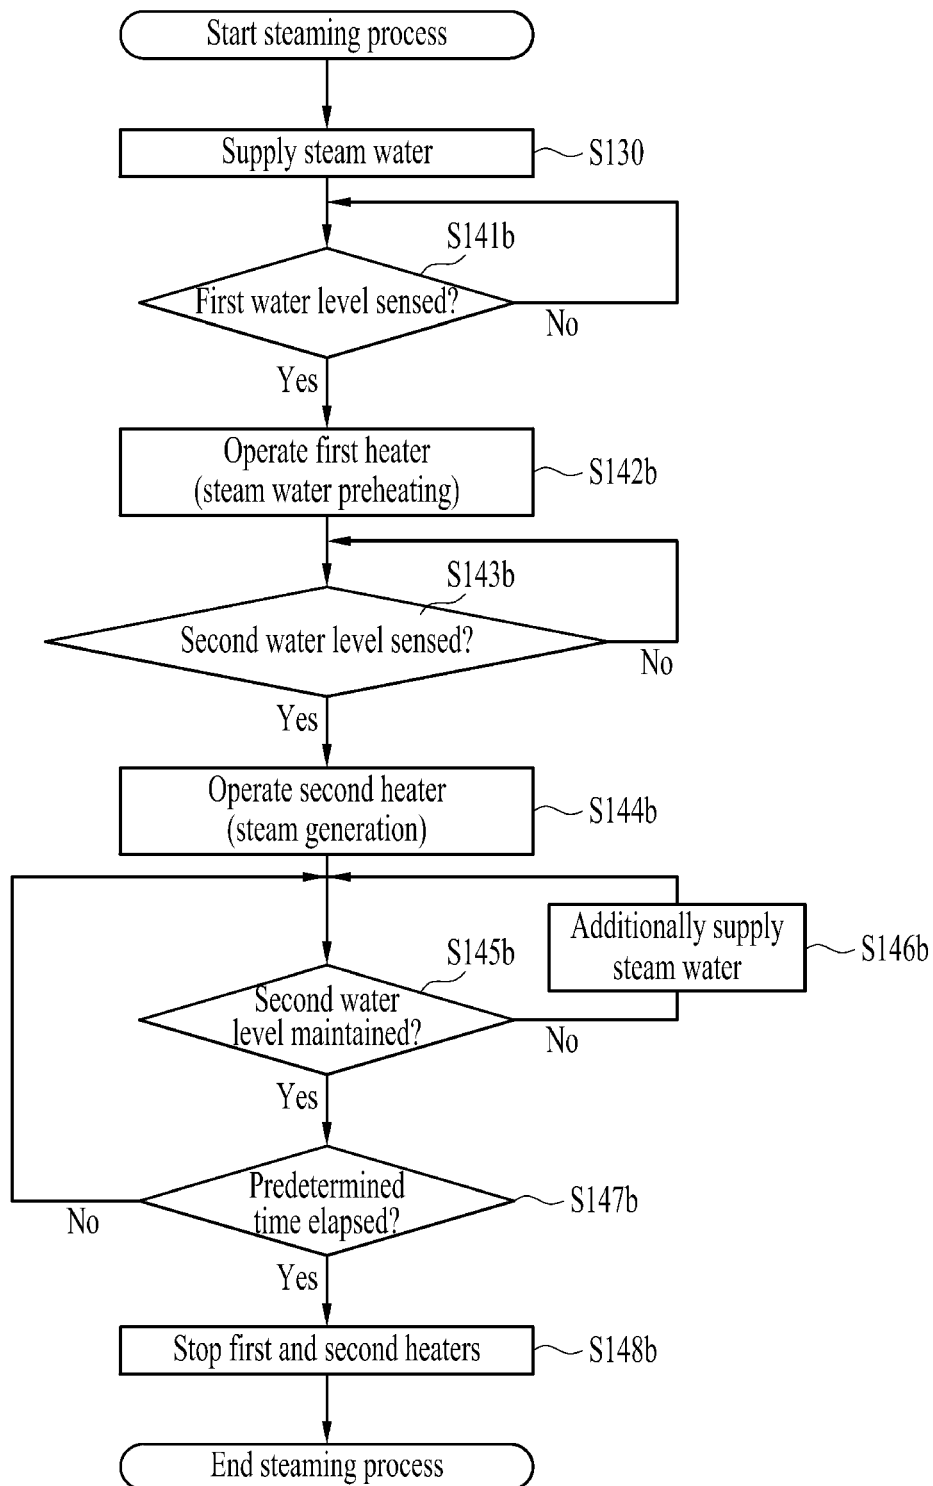 Start steaming process
Supply steam water
S130
S141b
First water level sensed?
No
Yes
Operate first heater
(steam water preheating)
S142b
S143b
Second water level sensed?
No
Yes
Operate second heater
(steam generation)
S144b
Additionally supply
steam water
S146b
S145b
Second water
level maintained?
No
Yes
Predetermined
time elapsed?
S147b
No
Yes
Stop first and second heaters
S148b
End steaming process